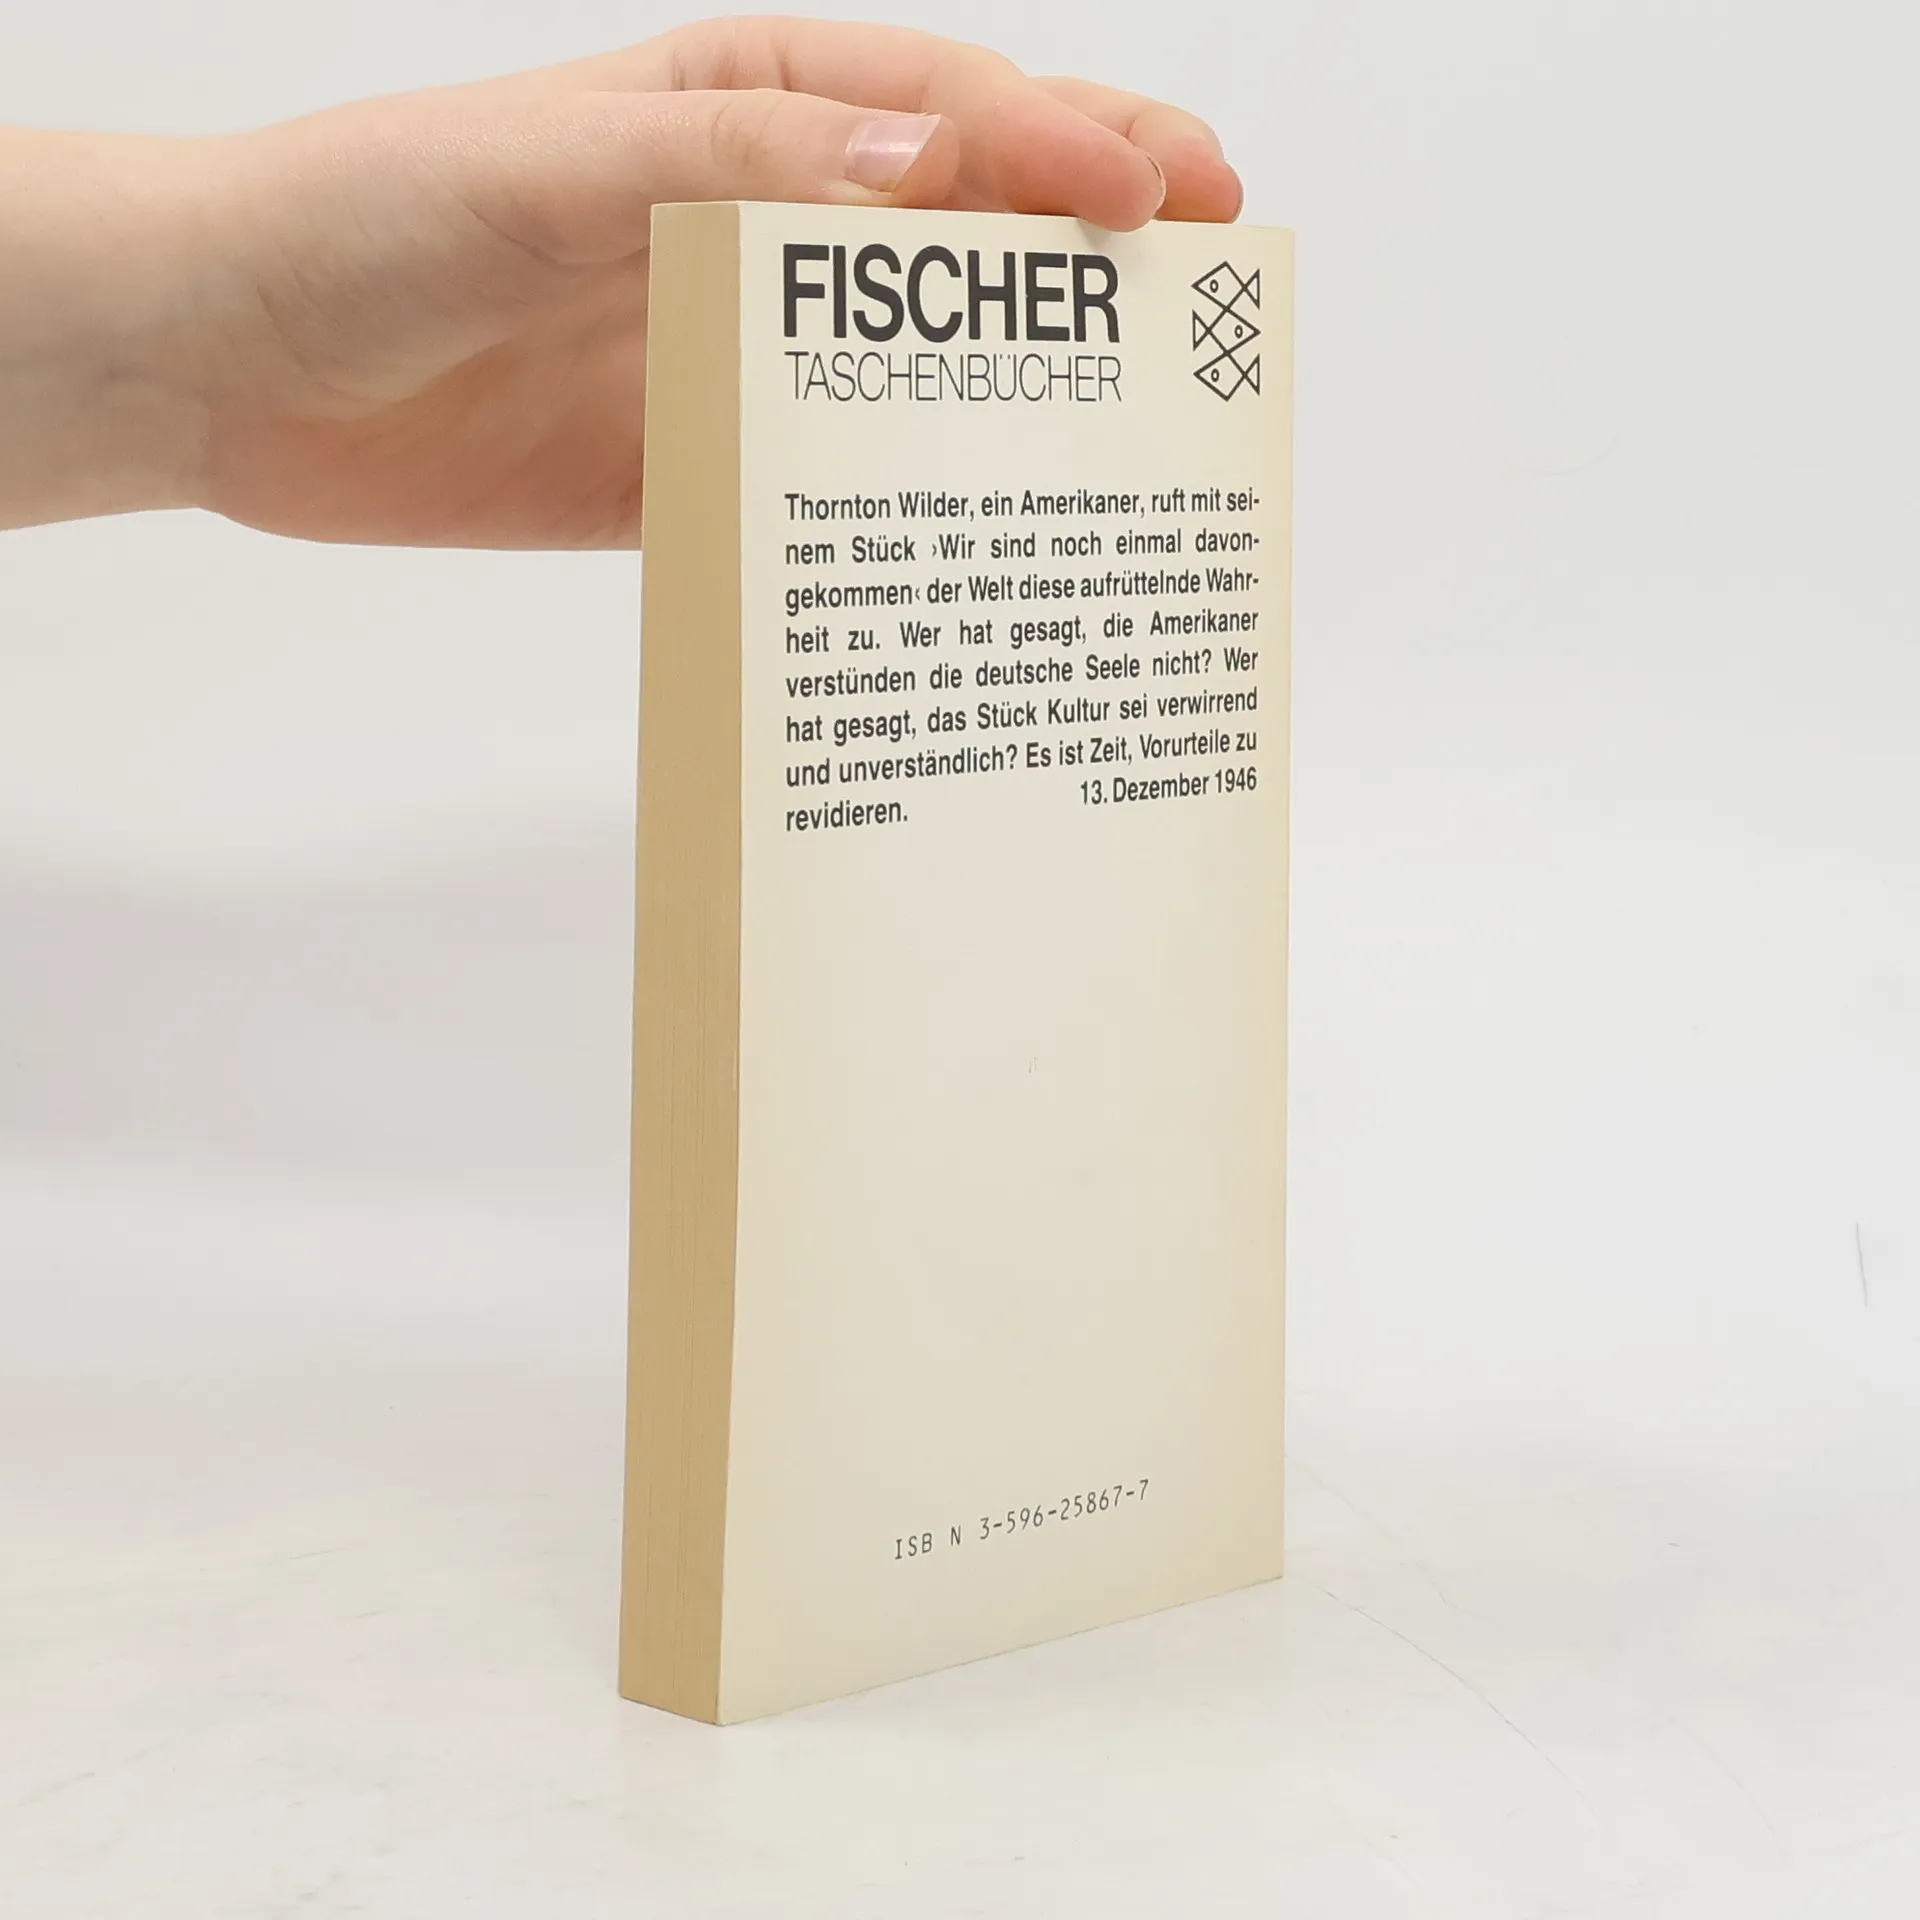 FISCHER
TASCHENBÜCHER
Thornton Wilder, ein Amerikaner, ruft mit sei-
nem Stück ›Wir sind noch einmal davon-
gekommen‹ der Welt diese aufrüttelnde Wahr-
heit zu. Wer hat gesagt, die Amerikaner
verstünden die deutsche Seele nicht? Wer
hat gesagt, das Stück Kultur sei verwirrend
und unverständlich? Es ist Zeit, Vorurteile zu
revidieren. 13. Dezember 1946
ISB N 3-596-25867-7